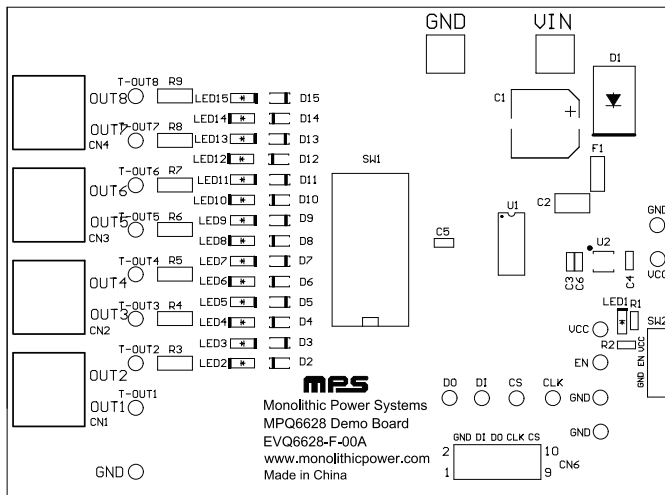 GND VIN
D1
C1
F1
C2
T-OUT8 R9
OUT8
LED15 D15
LED14 D14
OUT7 T-OUT7 R8
CN4
LED13 D13
LED12 D12
SW1
T-OUT6 R7
OUT6
LED11 D11
LED10 D10
U1
OUT5 T-OUT5 R6
CN3
LED9 D9
LED8 D8
C5
U2
GND
T-OUT4 R5
OUT4
LED7 D7
LED6 D6
C3 C6
C4
VCC
OUT3 T-OUT3 R4
CN2
LED5 D5
LED4 D4
LED1 R1
VCC
R2
SW2
T-OUT2 R3
OUT2
LED3 D3
LED2 D2
EN
GND EN VCC
OUT1 T-OUT1
CN1
mps
DO DI CS CLK
GND
Monolithic Power Systems
MPQ6628 Demo Board
EVQ6628-F-00A
www.monolithicpower.com
Made in China
GND DI DO CLK CS
2 10
1 9
CN6
GND
GND